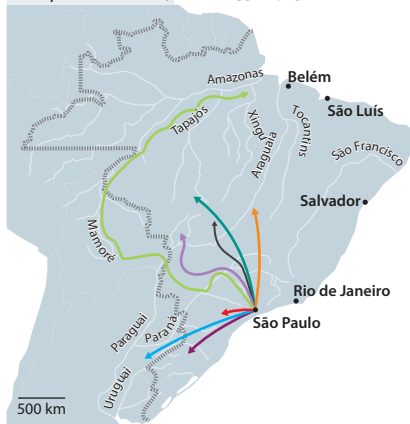 Amazonas
Belém
São Luís
Tapajós
Xingu
Araguaia
Tocantins
São Francisco
Salvador
Mamoré
Rio de Janeiro
São Paulo
Paraguai
Paraná
Uruguai
500 km